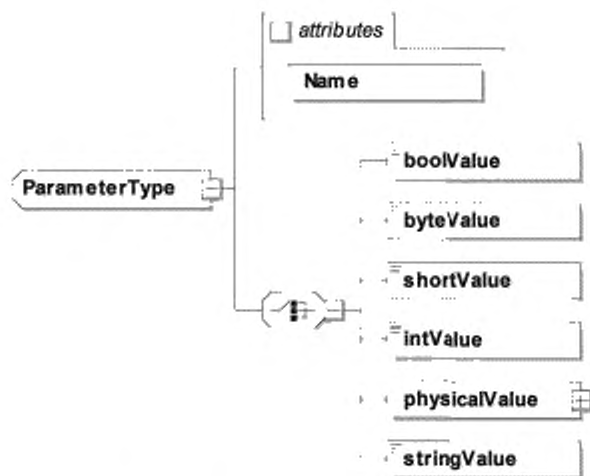 attributes
Name
ParameterType
boolValue
byteValue
shortValue
intValue
physicalValue
stringValue